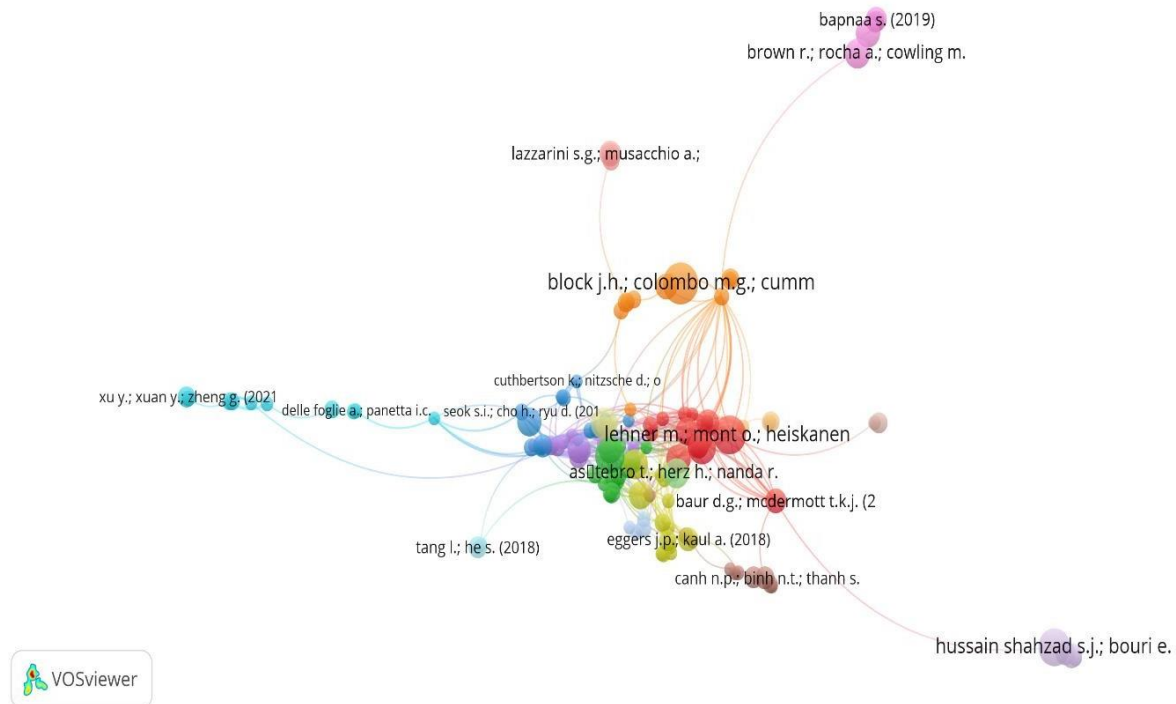 bapnaa s. (2019)
brown r.; rocha a.; cowling m.
lazzarini s.g.; musacchio a.;
block j.h.; colombo m.g.; cumm
cuthbertson k.; nitzsche d.; o
xu y.; xuan y.; zheng g. (2021
delle foglie a.; panetta i.c.
seok s.i.; cho h.; ryu d. (201
lehner m.; mont o.; heiskanen
as▯tebro t.; herz h.; nanda r.
baur d.g.; mcdermott t.k.j. (2
eggers j.p.; kaul a. (2018)
tang l.; he s. (2018)
canh n.p.; binh n.t.; thanh s.
hussain shahzad s.j.; bouri e.
VOSviewer